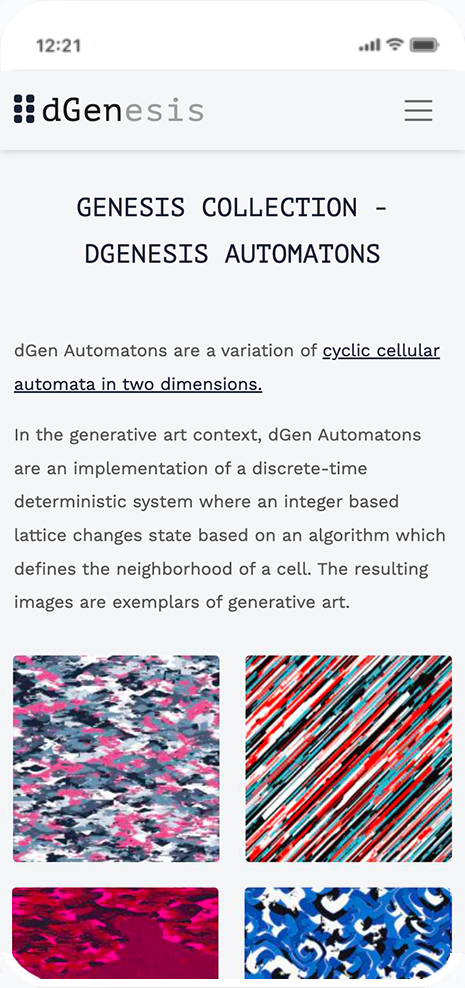 12:21
dGenesis
GENESIS COLLECTION -
DGENESIS AUTOMATONS
dGen Automatons are a variation of cyclic cellular
automata in two dimensions.
In the generative art context, dGen Automatons
are an implementation of a discrete-time
deterministic system where an integer based
lattice changes state based on an algorithm which
defines the neighborhood of a cell. The resulting
images are exemplars of generative art.